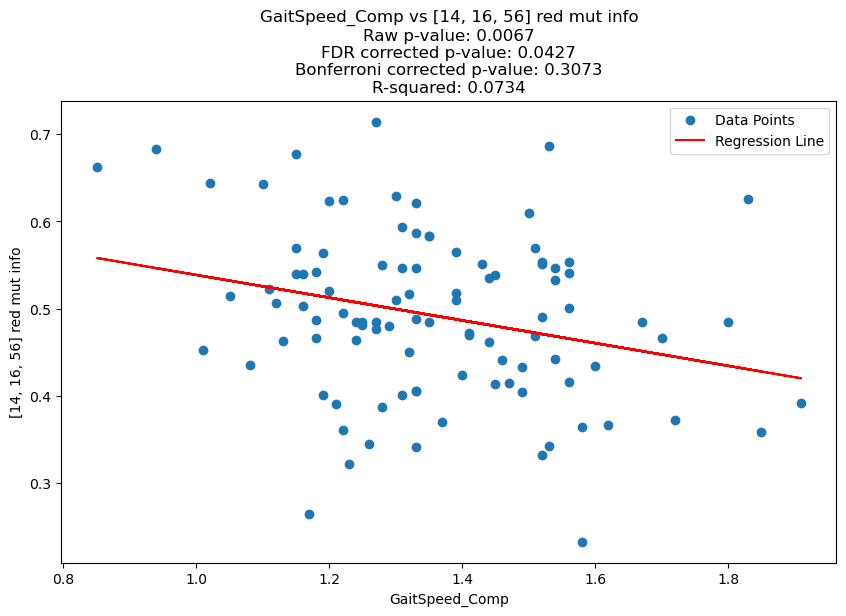 GaitSpeed_Comp vs [14, 16, 56] red mut info
Raw p-value: 0.0067
FDR corrected p-value: 0.0427
Bonferroni corrected p-value: 0.3073
R-squared: 0.0734
Data Points
Regression Line
[14, 16, 56] red mut info
0.7
0.6
0.5
0.4
0.3
0.8
1.0
1.2
1.4
1.6
1.8
GaitSpeed_Comp